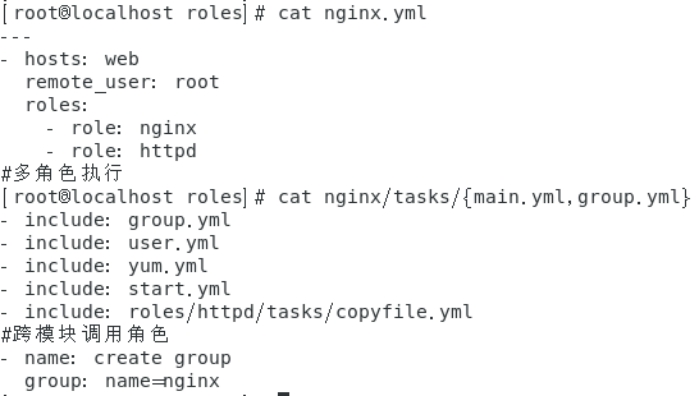 [root@localhost roles]# cat nginx.yml
---
- hosts: web
  remote_user: root
  roles:
    - role: nginx
    - role: httpd
#多角色执行
[root@localhost roles]# cat nginx/tasks/{main.yml,group.yml}
- include: group.yml
- include: user.yml
- include: yum.yml
- include: start.yml
- include: roles/httpd/tasks/copyfile.yml
#跨模块调用角色
- name: create group
  group: name=nginx